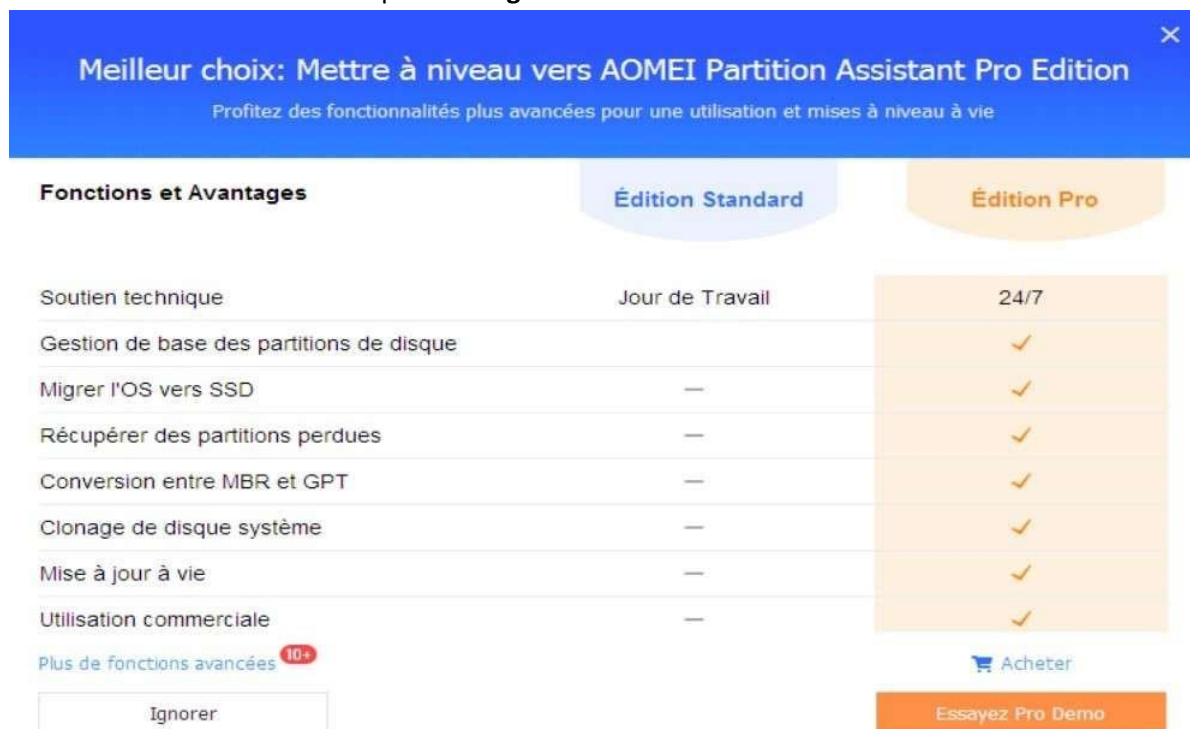 Meilleur choix: Mettre à niveau vers AOMEI Partition Assistant Pro Edition
Profitez des fonctionnalités plus avancées pour une utilisation et mises à niveau à vie
Fonctions et Avantages Édition Standard Édition Pro
Soutien technique Jour de Travail 24/7
Gestion de base des partitions de disque
Migrer l'OS vers SSD —
Récupérer des partitions perdues —
Conversion entre MBR et GPT —
Clonage de disque système —
Mise à jour à vie —
Utilisation commerciale —
Plus de fonctions avancées 10+ Acheter
Ignorer Essayez Pro Demo